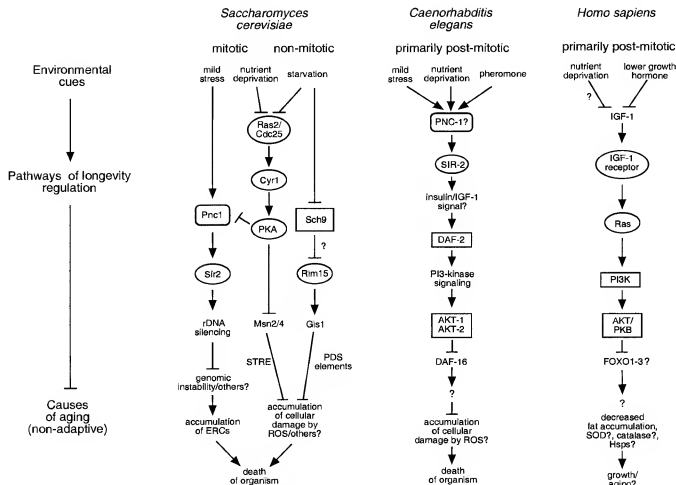 Saccharomyces
cerevisiae
Caenorhabditis
elegans
Homo sapiens
mitotic
non-mitotic
primarily post-mitotic
primarily post-mitotic
Environmental
cues
mild
stress
nutrient
deprivation
starvation
mild
stress
nutrient
deprivation
pheromone
nutrient
deprivation
lower growth
hormone
?
Ras2/
Cdc25
PNC-1?
IGF-1
Cyr1
SIR-2
IGF-1
receptor
Pathways of longevity
regulation
insulin/IGF-1
signal?
Pnc1
PKA
Sch9
DAF-2
Ras
?
Sir2
Rim15
PI3-kinase
signaling
PI3K
rDNA
silencing
Msn2/4
Gis1
AKT-1
AKT-2
AKT/
PKB
STRE
PDS
elements
DAF-16
FOXO1-3?
genomic
instability/others?
?
?
Causes
of aging
(non-adaptive)
accumulation
of ERCs
accumulation
of cellular
damage by
ROS/others?
accumulation
of cellular
damage by ROS?
decreased
fat accumulation,
SOD?, catalase?,
Hsps?
death
of organism
death
of organism
growth/
aging?